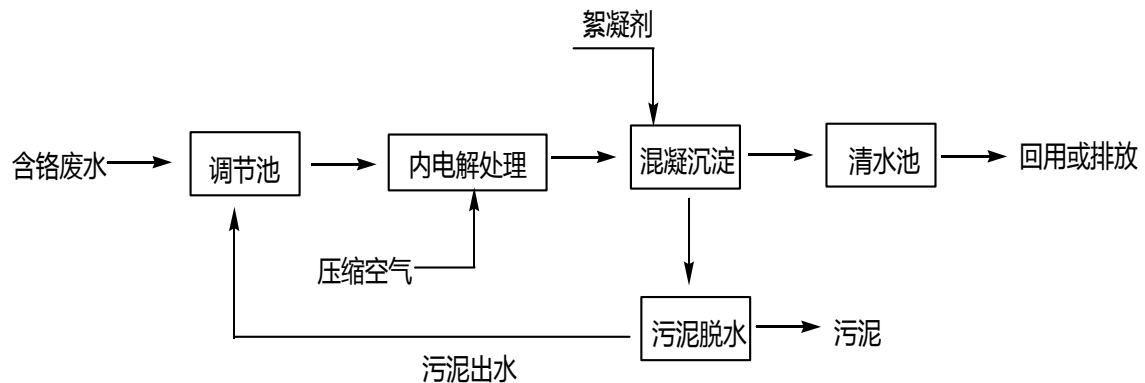 絮凝剂
含铬废水
调节池
内电解处理
混凝沉淀
清水池
回用或排放
压缩空气
污泥脱水
污泥
污泥出水